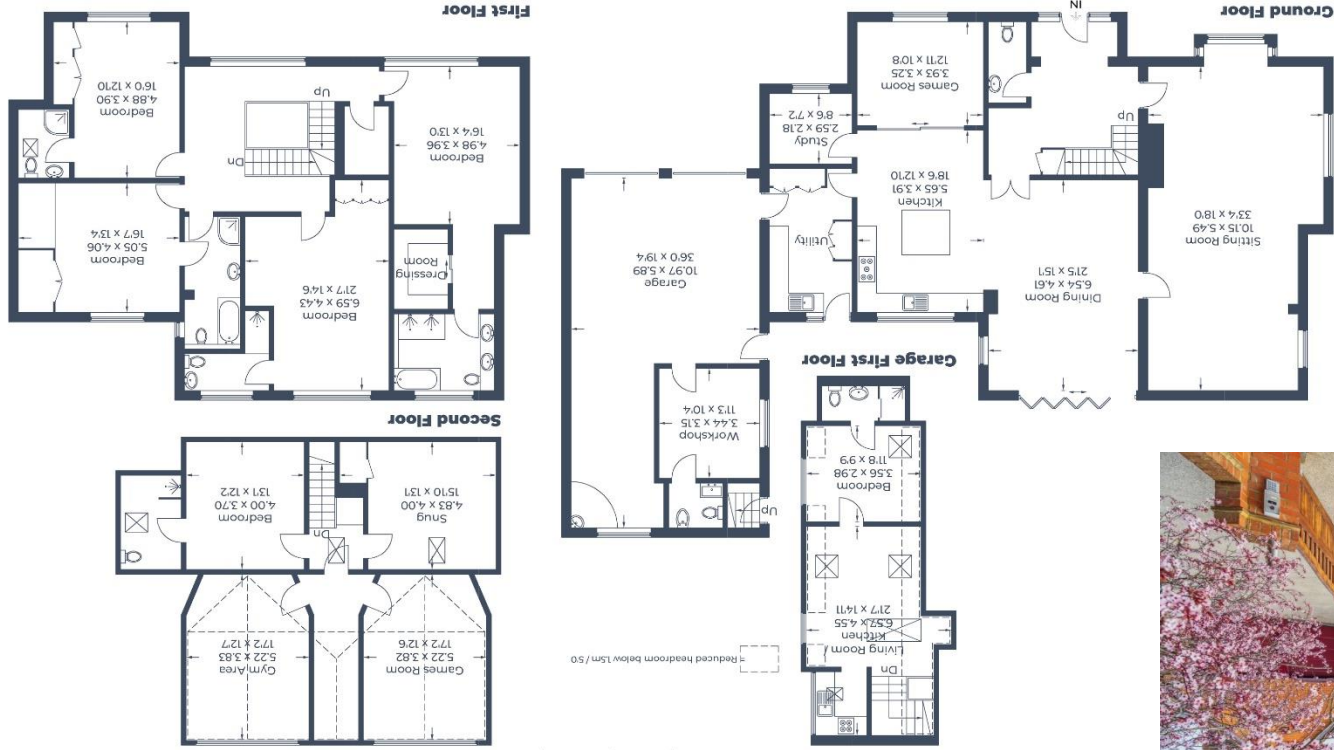 Garage First Floor
Dn
Living Room /
Kitchen
6.57 x 4.55
21'7 x 14'11
Bedroom
3.56 x 2.98
11'8 x 9'9
= Reduced headroom below 1.5m / 5'0
Second Floor
Games Room
5.22 x 3.82
17'2 x 12'6
Gym Area
5.22 x 3.83
17'2 x 12'7
Snug
4.83 x 4.00
15'10 x 13'1
Dn
Bedroom
4.00 x 3.70
13'1 x 12'2
Ground Floor
Sitting Room
10.15 x 5.49
33'4 x 18'0
Dining Room
6.54 x 4.61
21'5 x 15'1
Kitchen
5.65 x 3.91
18'6 x 12'10
Utility
Study
2.59 x 2.18
8'6 x 7'2
Games Room
3.93 x 3.25
12'11 x 10'8
Up
IN
Up
Workshop
3.44 x 3.15
11'3 x 10'4
Garage
10.97 x 5.89
36'0 x 19'4
First Floor
Dressing
Room
Bedroom
6.59 x 4.43
21'7 x 14'6
Bedroom
5.05 x 4.06
16'7 x 13'4
Bedroom
4.98 x 3.96
16'4 x 13'0
Dn
Up
Bedroom
4.88 x 3.90
16'0 x 12'10